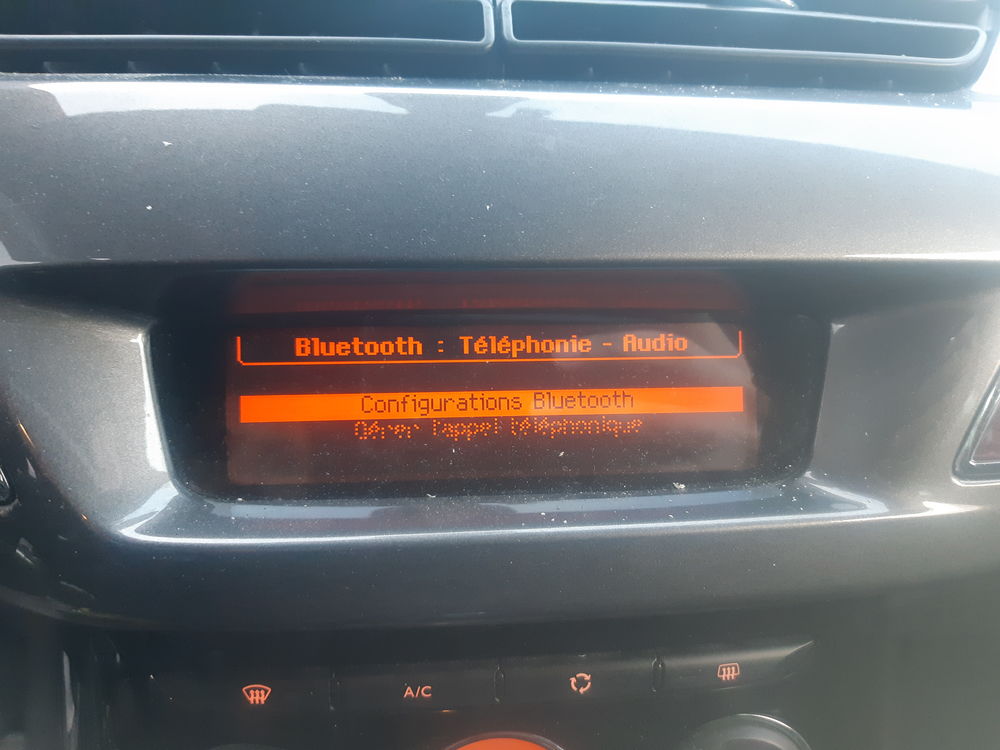 Bluetooth : Téléphonie - Audio
Configurations Bluetooth
Gérer l'appel téléphonique
A/C